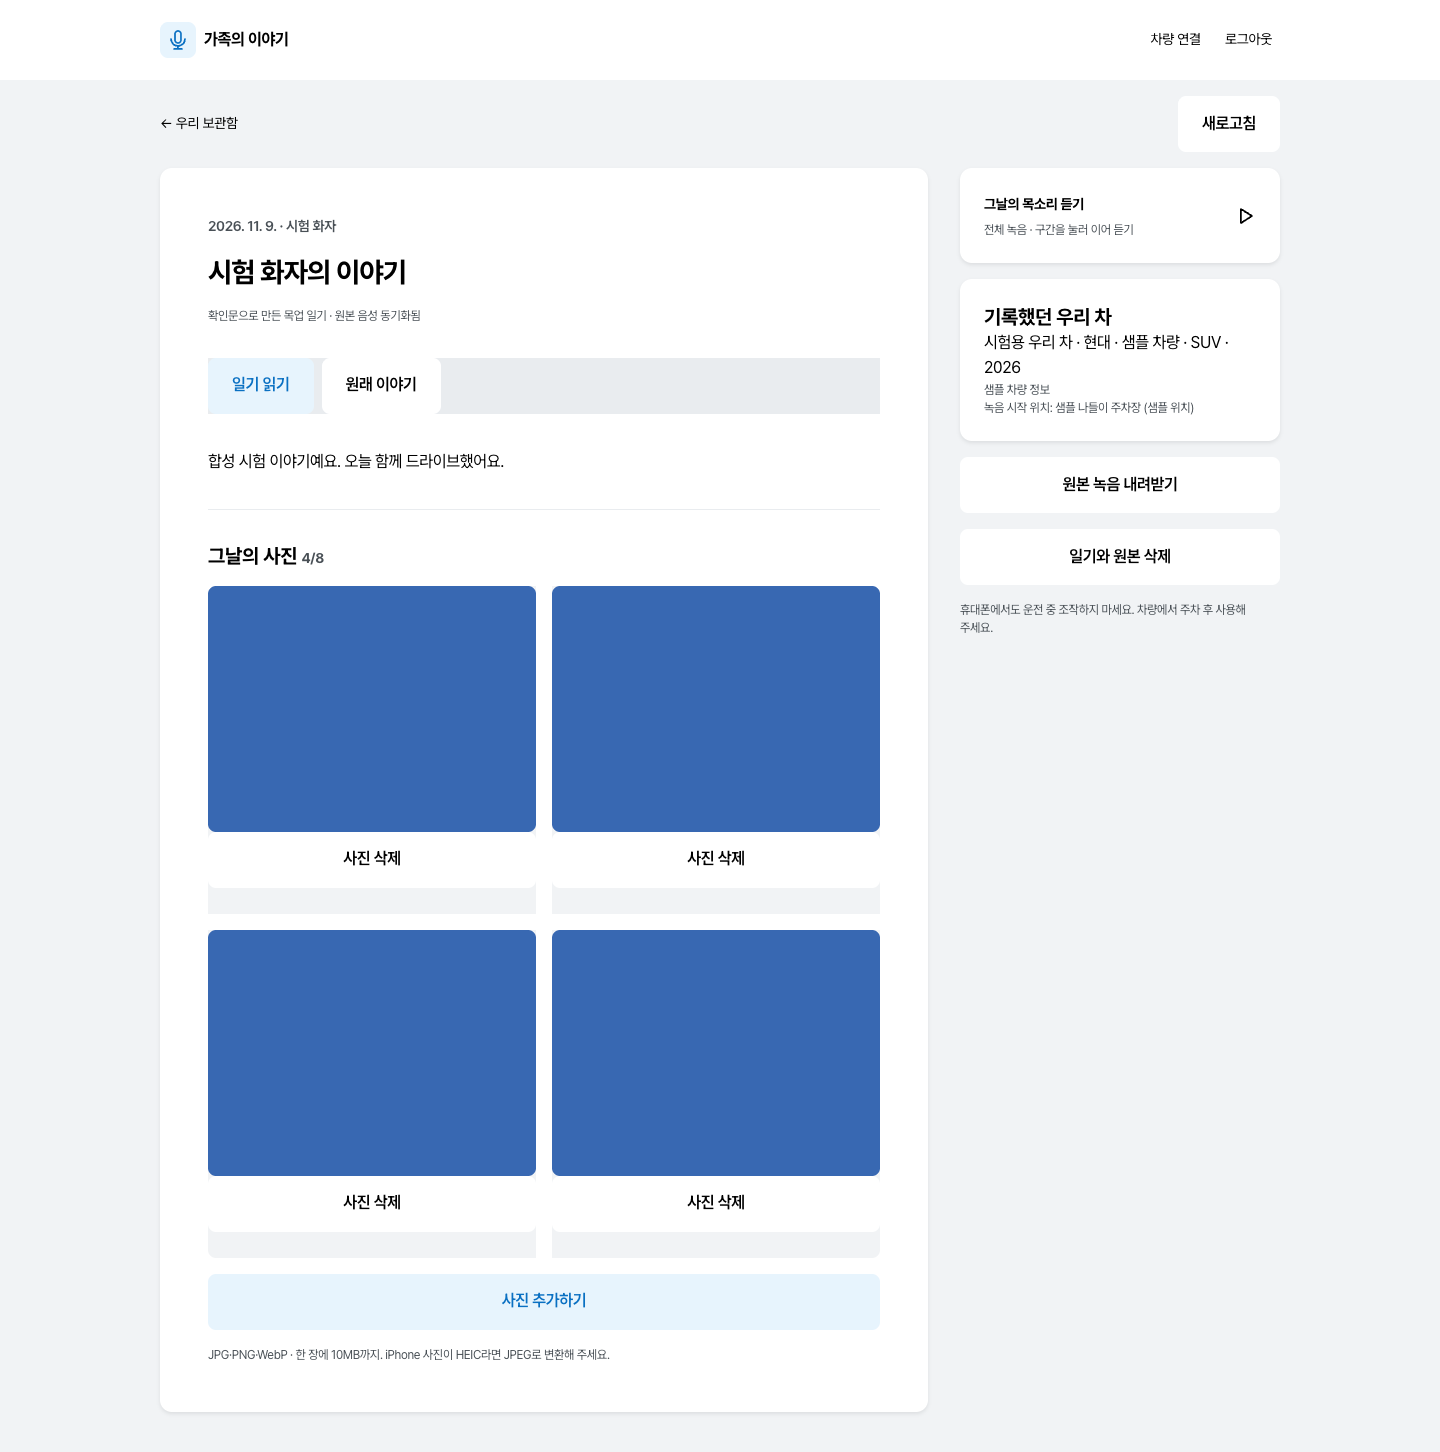 가족의 이야기
차량 연결
로그아웃
← 우리 보관함
새로고침
2026. 11. 9. · 시험 화자
시험 화자의 이야기
확인문으로 만든 목업 일기 · 원본 음성 동기화됨
일기 읽기
원래 이야기
합성 시험 이야기예요. 오늘 함께 드라이브했어요.
그날의 사진 4/8
사진 삭제
사진 삭제
사진 삭제
사진 삭제
사진 추가하기
JPG·PNG·WebP · 한 장에 10MB까지. iPhone 사진이 HEIC라면 JPEG로 변환해 주세요.
그날의 목소리 듣기
전체 녹음 · 구간을 눌러 이어 듣기
기록했던 우리 차
시험용 우리 차 · 현대 · 샘플 차량 · SUV ·
2026
샘플 차량 정보
녹음 시작 위치: 샘플 나들이 주차장 (샘플 위치)
원본 녹음 내려받기
일기와 원본 삭제
휴대폰에서도 운전 중 조작하지 마세요. 차량에서 주차 후 사용해
주세요.